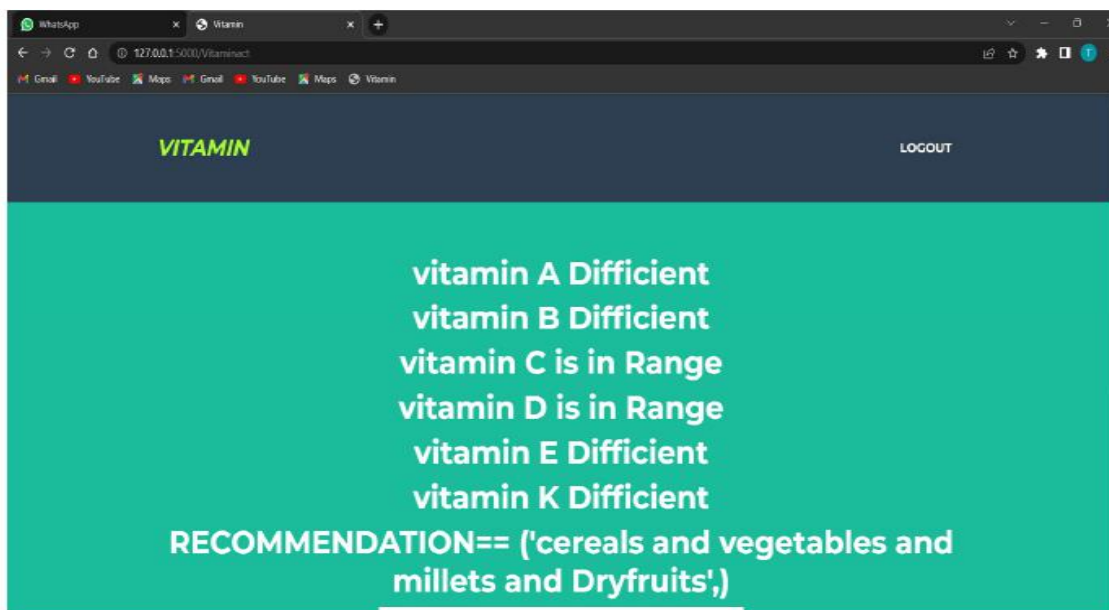 WhatsApp Vitamin
127.0.0.1:5000/Vitaminact
Gmail YouTube Maps Gmail YouTube Maps Vitamin
VITAMIN LOGOUT
vitamin A Difficient
vitamin B Difficient
vitamin C is in Range
vitamin D is in Range
vitamin E Difficient
vitamin K Difficient
RECOMMENDATION== ('cereals and vegetables and
millets and Dryfruits',)